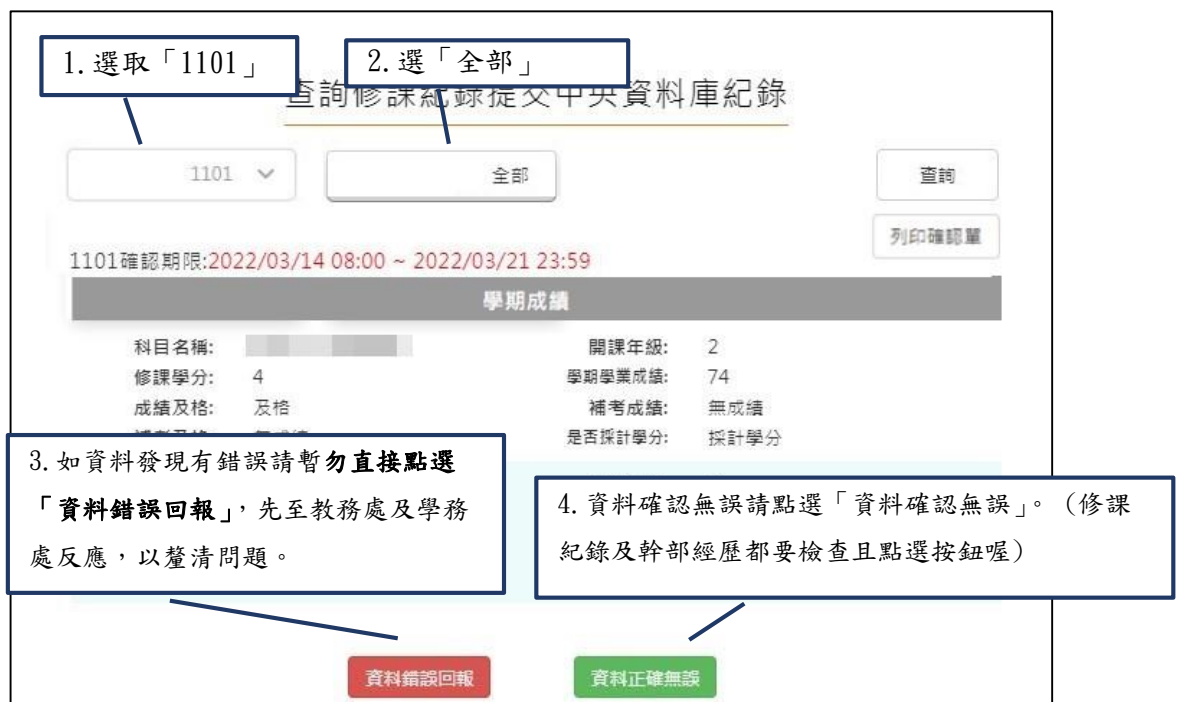 1.選取「1101」
2.選「全部」
查詢修課紀錄提交中央資料庫紀錄
1101
全部
查詢
列印確認單
1101確認期限:2022/03/14 08:00 ~ 2022/03/21 23:59
學期成績
科目名稱:
開課年級: 2
修課學分: 4
學期學業成績: 74
成績及格: 及格
補考成績: 無成績
是否採計學分: 採計學分
3.如資料發現有錯誤請暫勿直接點選
「資料錯誤回報」,先至教務處及學務
處反應,以釐清問題。
4.資料確認無誤請點選「資料確認無誤」。(修課
紀錄及幹部經歷都要檢查且點選按鈕喔)
資料錯誤回報
資料正確無誤